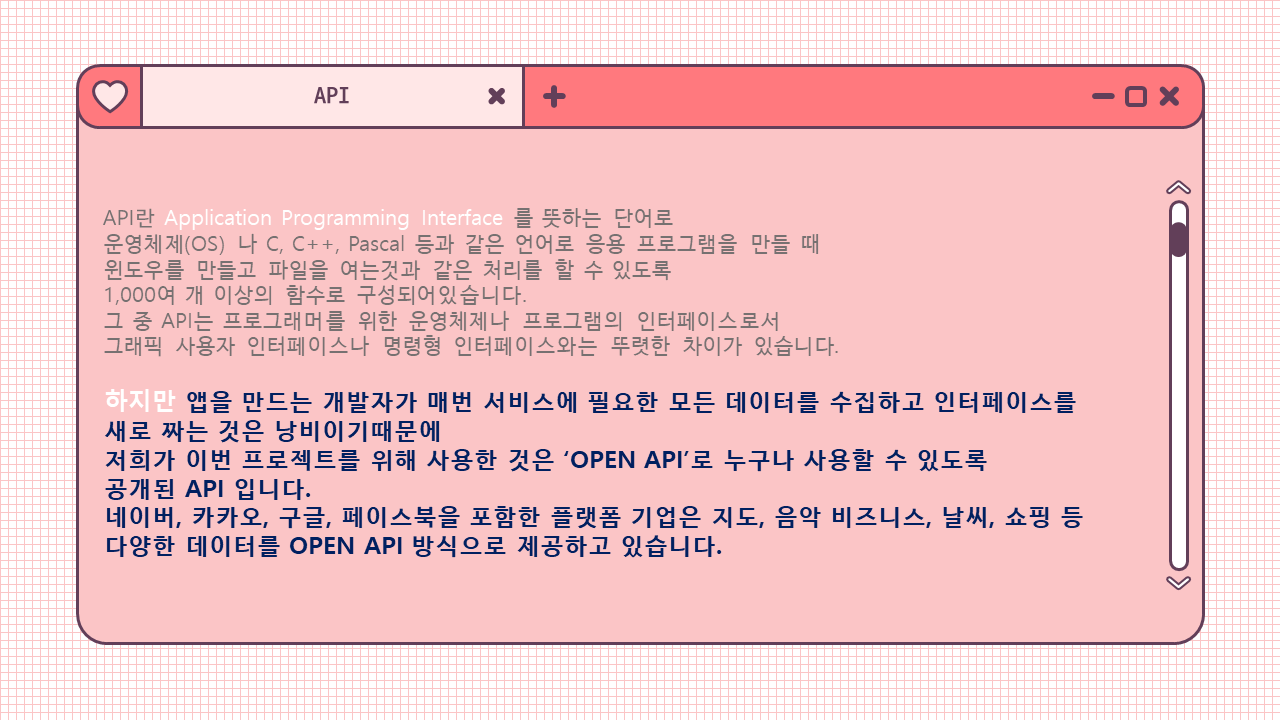 API
API란 Application Programming Interface 를 뜻하는 단어로
운영체제(OS) 나 C, C++, Pascal 등과 같은 언어로 응용 프로그램을 만들 때
윈도우를 만들고 파일을 여는것과 같은 처리를 할 수 있도록
1,000여 개 이상의 함수로 구성되어있습니다.
그 중 API는 프로그래머를 위한 운영체제나 프로그램의 인터페이스로서
그래픽 사용자 인터페이스나 명령형 인터페이스와는 뚜렷한 차이가 있습니다.
하지만 앱을 만드는 개발자가 매번 서비스에 필요한 모든 데이터를 수집하고 인터페이스를
새로 짜는 것은 낭비이기때문에
저희가 이번 프로젝트를 위해 사용한 것은 ‘OPEN API’로 누구나 사용할 수 있도록
공개된 API 입니다.
네이버, 카카오, 구글, 페이스북을 포함한 플랫폼 기업은 지도, 음악 비즈니스, 날씨, 쇼핑 등
다양한 데이터를 OPEN API 방식으로 제공하고 있습니다.